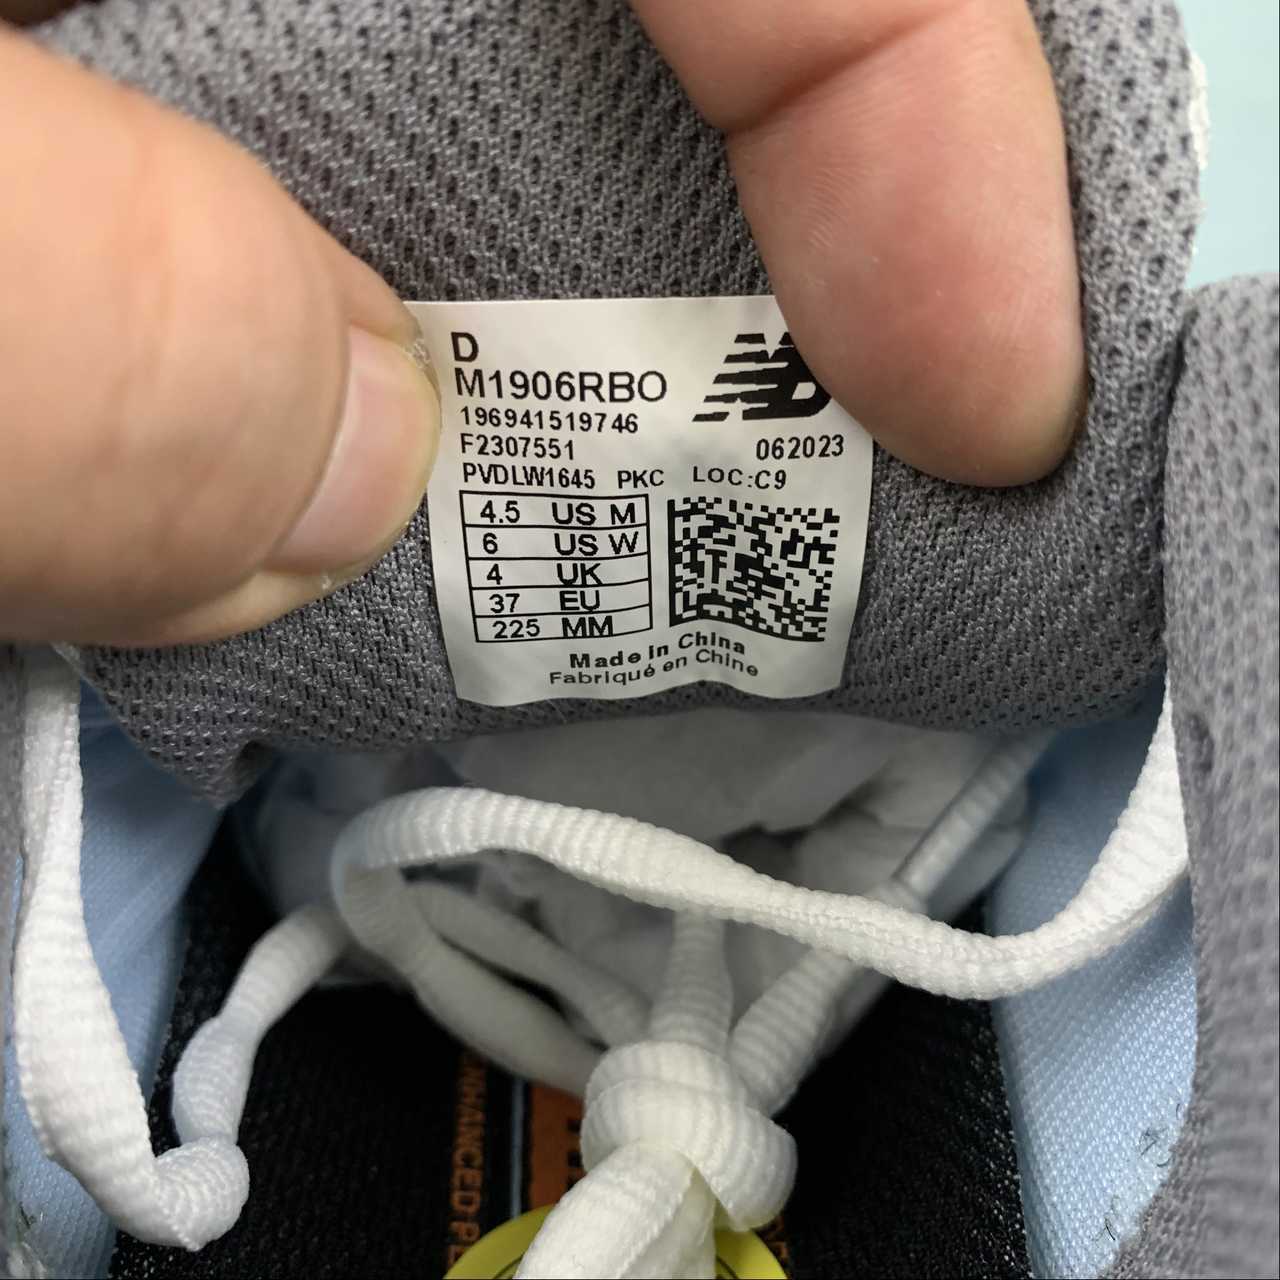 D
M1906RBO
NB
196941519746
F2307551 062023
PVDLW1645 PKC LOC:C9
4.5 US M
6 US W
4 UK
37 EU
225 MM
Made in China
Fabriqué en Chine